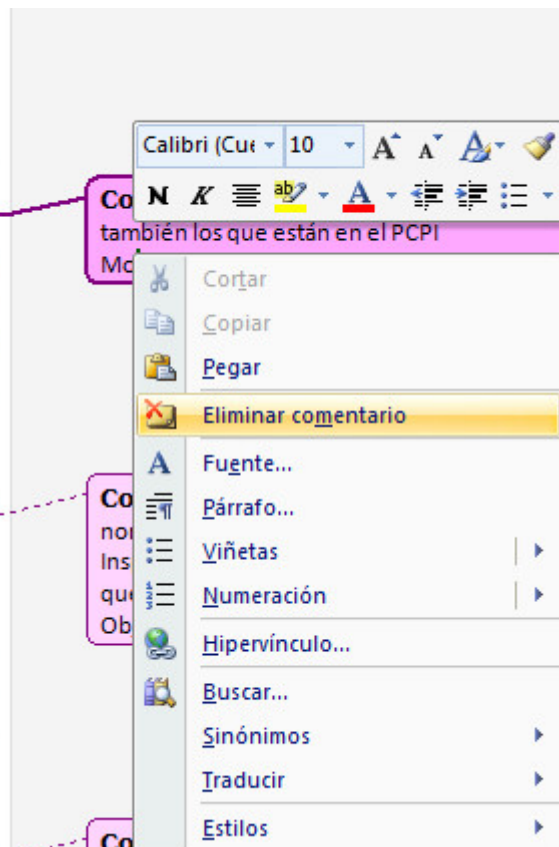 Calibri (Cue 10
Co
también los que están en el PCPI
Mo
Cortar
Copiar
Pegar
Eliminar comentario
Fuente...
Párrafo...
Co
Viñetas
Ins
Numeración
que
Ob
Hipervínculo...
Buscar...
Sinónimos
Traducir
Estilos
Co